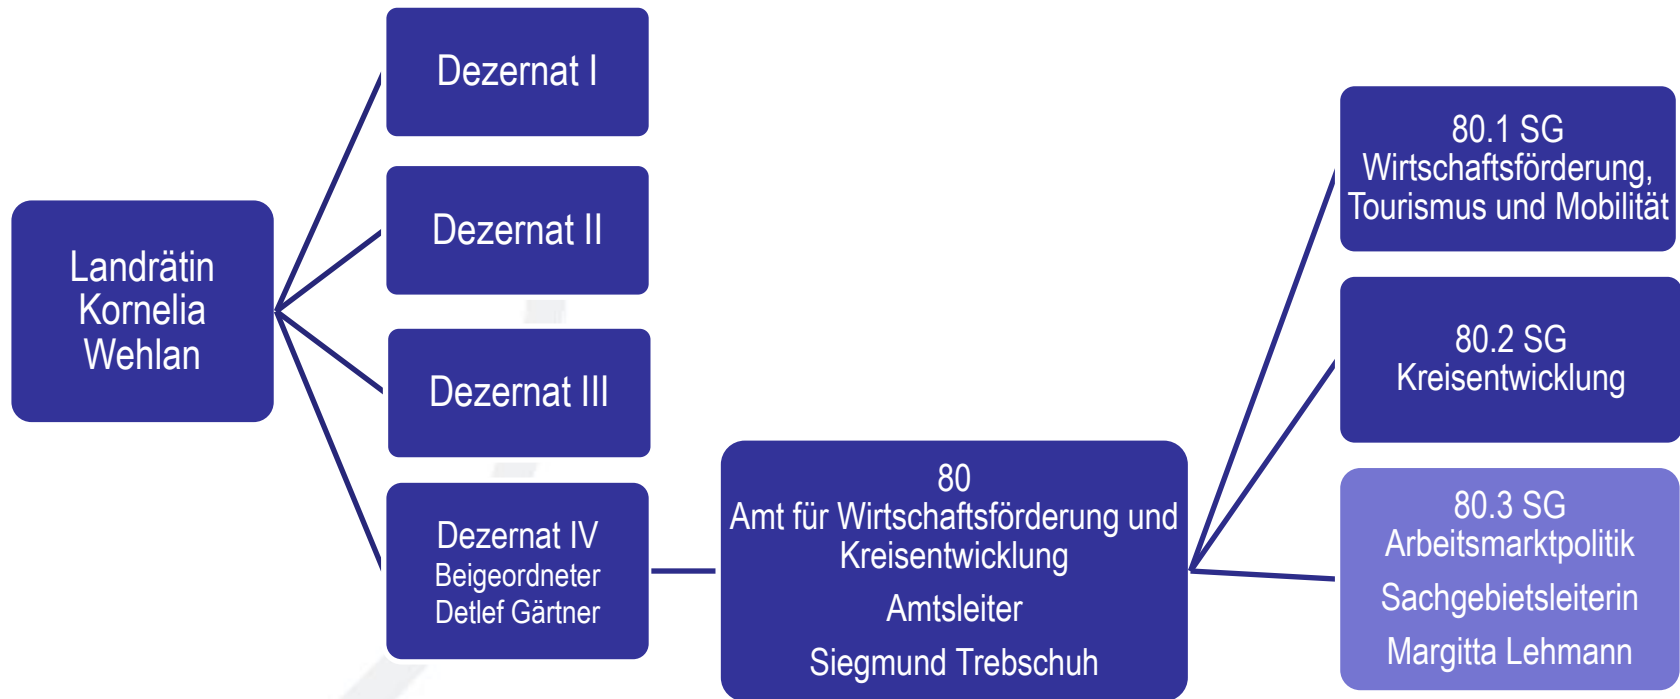 Landrätin
Kornelia
Wehlan
Dezernat I
Dezernat II
Dezernat III
Dezernat IV
Beigeordneter
Detlef Gärtner
80
Amt für Wirtschaftsförderung und
Kreisentwicklung
Amtsleiter
Siegmund Trebschuh
80.1 SG
Wirtschaftsförderung,
Tourismus und Mobilität
80.2 SG
Kreisentwicklung
80.3 SG
Arbeitsmarktpolitik
Sachgebietsleiterin
Margitta Lehmann